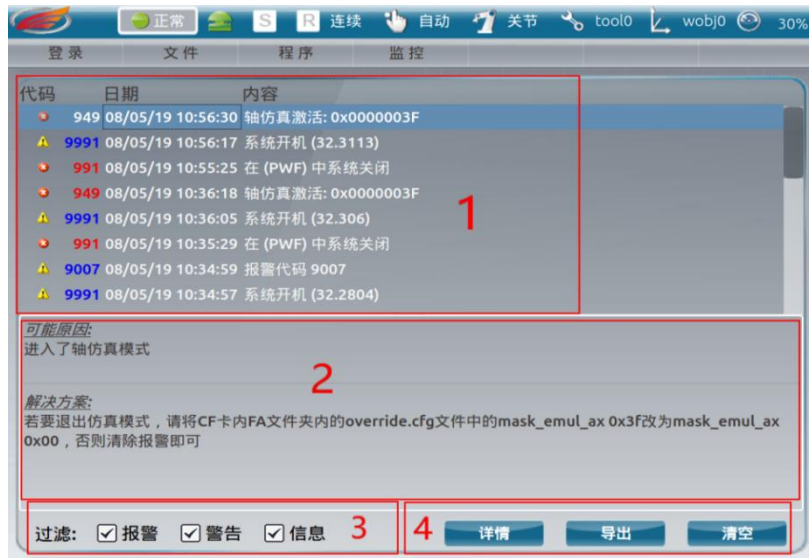 正常 S R 连续 自动 关节 tool0 wobj0 30%
登录 文件 程序 监控
代码 日期 内容
949 08/05/19 10:56:30 轴仿真激活: 0x0000003F
9991 08/05/19 10:56:17 系统开机 (32.3113)
991 08/05/19 10:55:25 在 (PWF) 中系统关闭
949 08/05/19 10:36:18 轴仿真激活: 0x0000003F
9991 08/05/19 10:36:05 系统开机 (32.306)
991 08/05/19 10:35:29 在 (PWF) 中系统关闭
9007 08/05/19 10:34:59 报警代码 9007
9991 08/05/19 10:34:57 系统开机 (32.2804)
1
可能原因:
进入了轴仿真模式
2
解决方案:
若要退出仿真模式，请将CF卡内FA文件夹内的override.cfg文件中的mask_emul_ax 0x3f改为mask_emul_ax
0x00，否则清除报警即可
过滤: 报警 警告 信息 3 4 详情 导出 清空